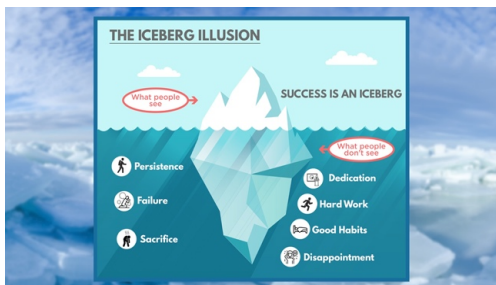 THE ICEBERG ILLUSION
SUCCESS IS AN ICEBERG
What people
see
What people
don't see
Persistence
Failure
Sacrifice
Dedication
Hard Work
Good Habits
Disappointment